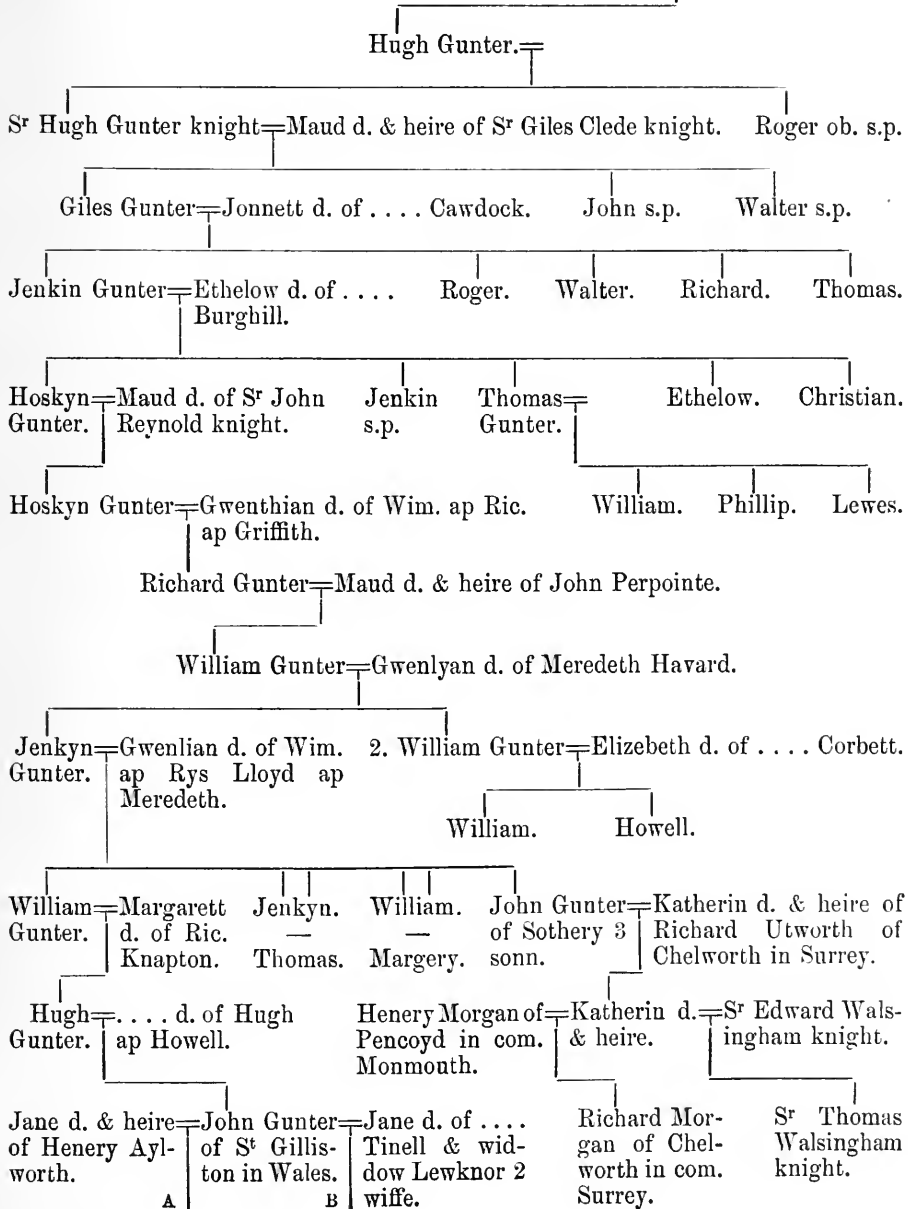 Hugh Gunter.
Sr Hugh Gunter knight=Maud d. & heire of Sr Giles Clede knight. Roger ob. s.p.
Giles Gunter=Jonnett d. of .... Cawdock. John s.p. Walter s.p.
Jenkin Gunter=Ethelow d. of .... Roger. Walter. Richard. Thomas.
Burghill.
Hoskyn=Maud d. of Sr John Jenkin Thomas= Ethelow. Christian.
Gunter. Reynold knight. s.p. Gunter.
Hoskyn Gunter=Gwenthian d. of Wim. ap Ric. William. Phillip. Lewes.
ap Griffith.
Richard Gunter=Maud d. & heire of John Perpointe.
William Gunter=Gwenlyan d. of Meredeth Havard.
Jenkyn=Gwenlian d. of Wim. 2. William Gunter=Elizebeth d. of .... Corbett.
Gunter. ap Rys Lloyd ap
Meredeth.
William. Howell.
William=Margarett Jenkyn. William. John Gunter=Katherin d. & heire of
Gunter. d. of Ric. — — of Sothery 3 Richard Utworth of
Knapton. Thomas. Margery. sonn. Chelworth in Surrey.
Hugh=.... d. of Hugh Henery Morgan of=Katherin d.=Sr Edward Wals-
Gunter. ap Howell. Pencoyd in com. & heire. ingham knight.
Monmouth.
Jane d. & heire=John Gunter=Jane d. of .... Richard Mor- Sr Thomas
of Henery Ayl- of St Gillis- Tinell & wid- gan of Chel- Walsingham
worth. ton in Wales. dow Lewknor 2 worth in com. knight.
A B wiffe. Surrey.